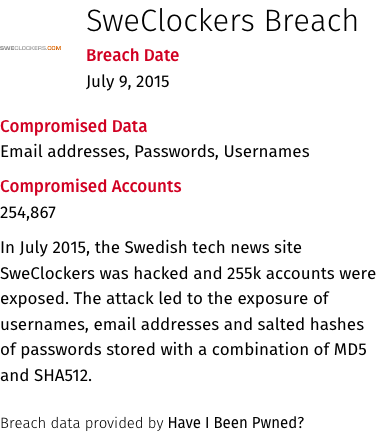 SweClockers Breach
SWECLOCKERS.COM
Breach Date
July 9, 2015
Compromised Data
Email addresses, Passwords, Usernames
Compromised Accounts
254,867
In July 2015, the Swedish tech news site
SweClockers was hacked and 255k accounts were
exposed. The attack led to the exposure of
usernames, email addresses and salted hashes
of passwords stored with a combination of MD5
and SHA512.
Breach data provided by Have I Been Pwned?